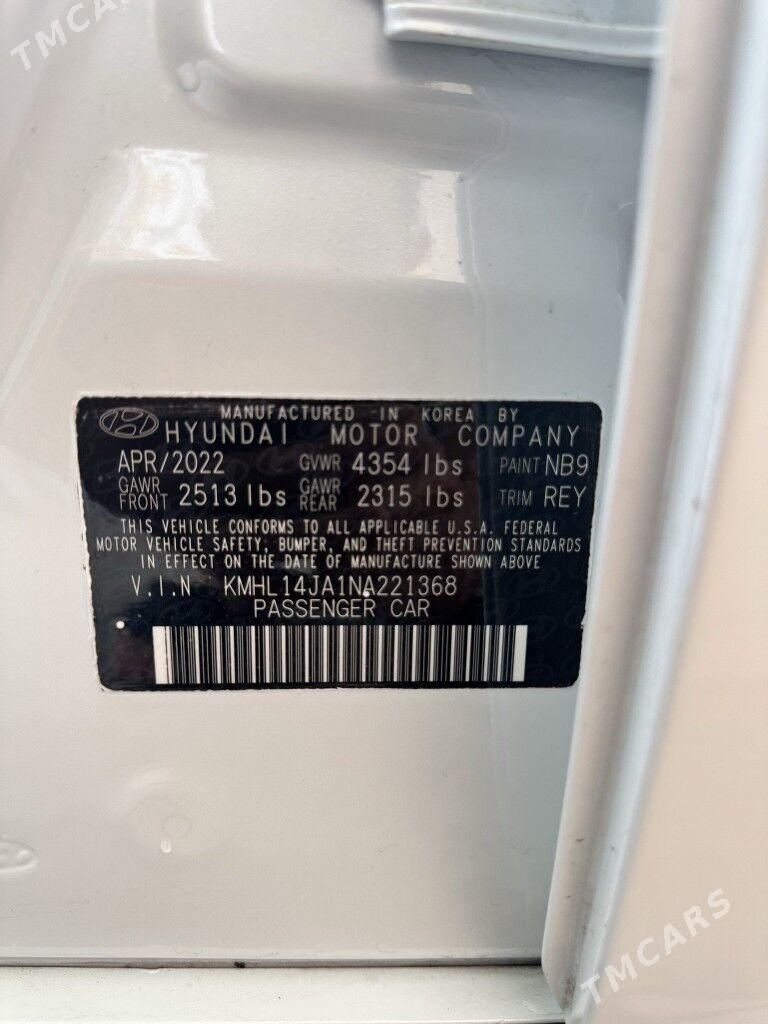 TMCARS
MANUFACTURED IN KOREA BY
HYUNDAI MOTOR COMPANY
APR/2022 GVWR 4354 lbs PAINT NB9
GAWR FRONT 2513 lbs GAWR REAR 2315 lbs TRIM REY
THIS VEHICLE CONFORMS TO ALL APPLICABLE U.S.A. FEDERAL
MOTOR VEHICLE SAFETY, BUMPER, AND THEFT PREVENTION STANDARDS
IN EFFECT ON THE DATE OF MANUFACTURE SHOWN ABOVE
V.I.N KMHL14JA1NA221368
PASSENGER CAR
TMCARS